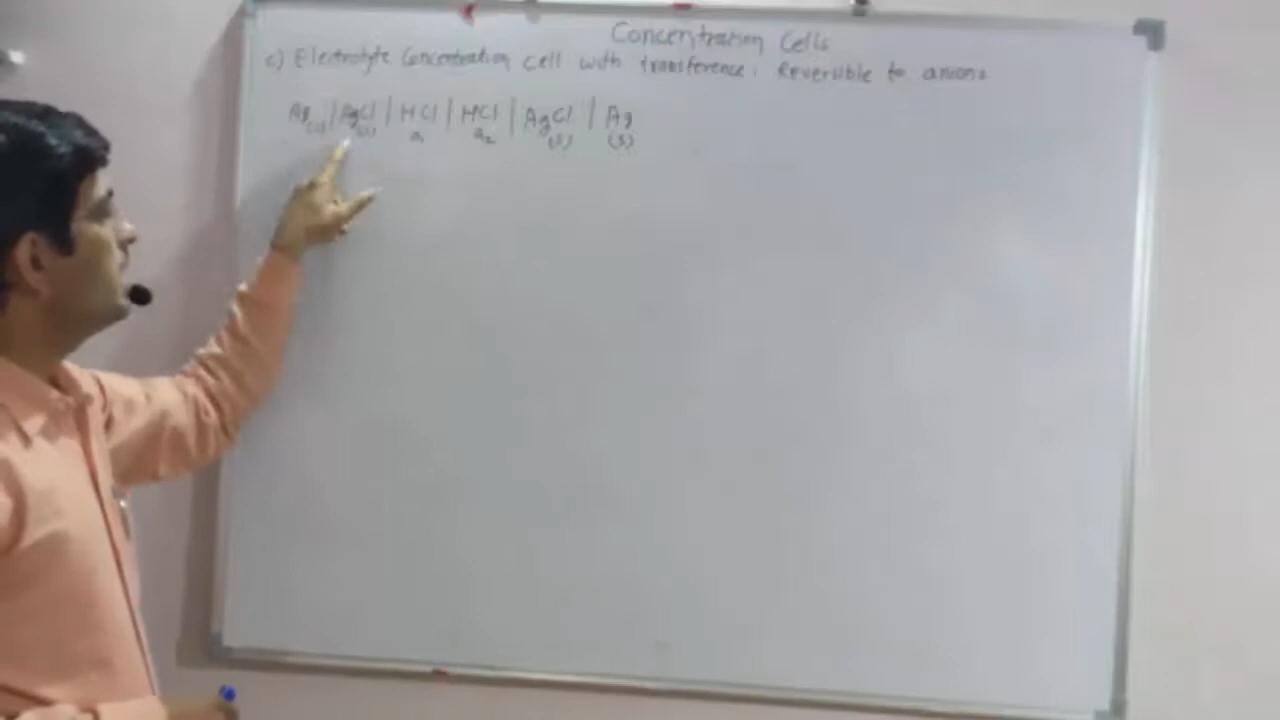 Concentration Cells
c) Electrolyte Concentration cell with transference: Reversible to anions
Ag(s) | AgCl(s) | HCl a1 | HCl a2 | AgCl (s) | Ag (s)